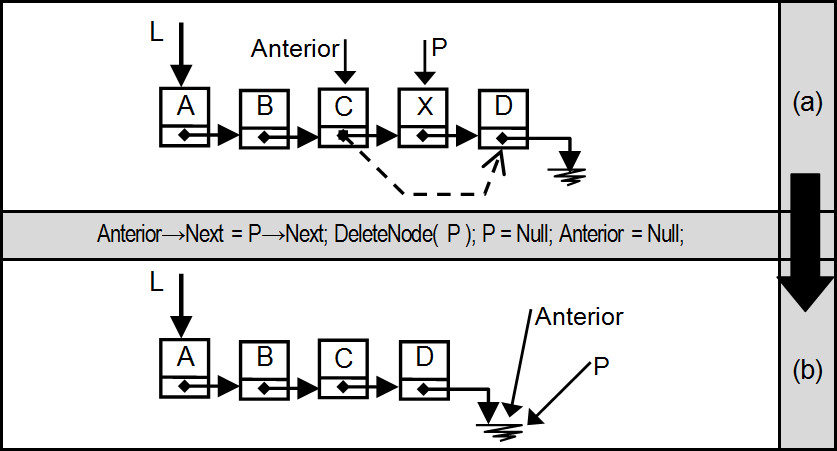 L
Anterior P
A B C X D
(a)
Anterior→Next = P→Next; DeleteNode( P ); P = Null; Anterior = Null;
L
Anterior
P
A B C D
(b)